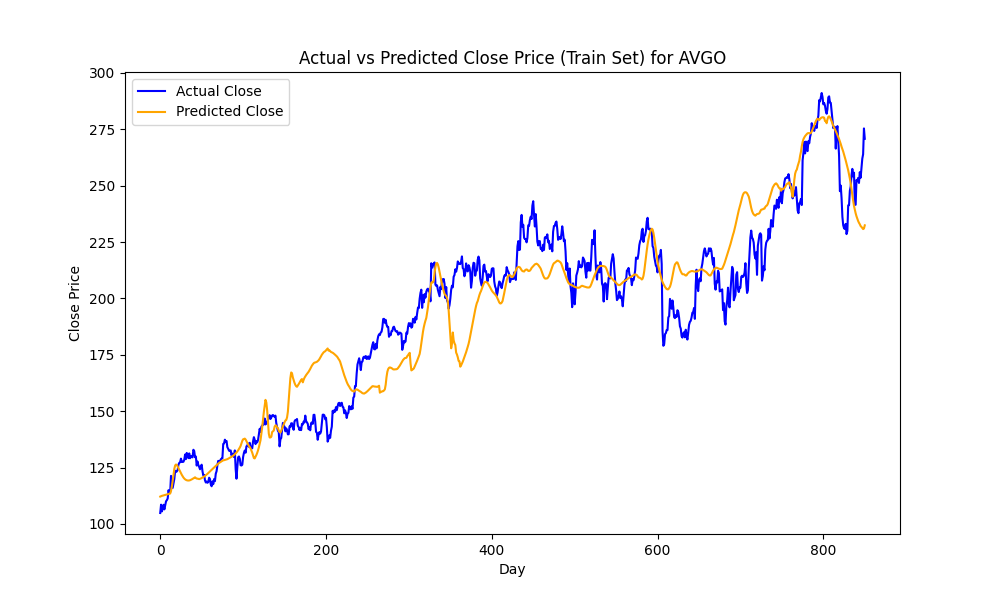 Actual vs Predicted Close Price (Train Set) for AVGO
Actual Close
Predicted Close
300
275
250
225
200
175
150
125
100
Close Price
0
200
400
600
800
Day